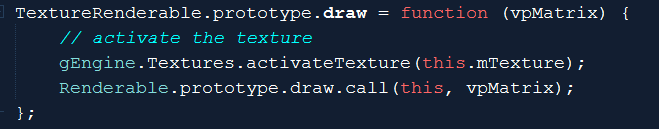 TextureRenderable.prototype.draw = function (vpMatrix) {
    // activate the texture
    gEngine.Textures.activateTexture(this.mTexture);
    Renderable.prototype.draw.call(this, vpMatrix);
};